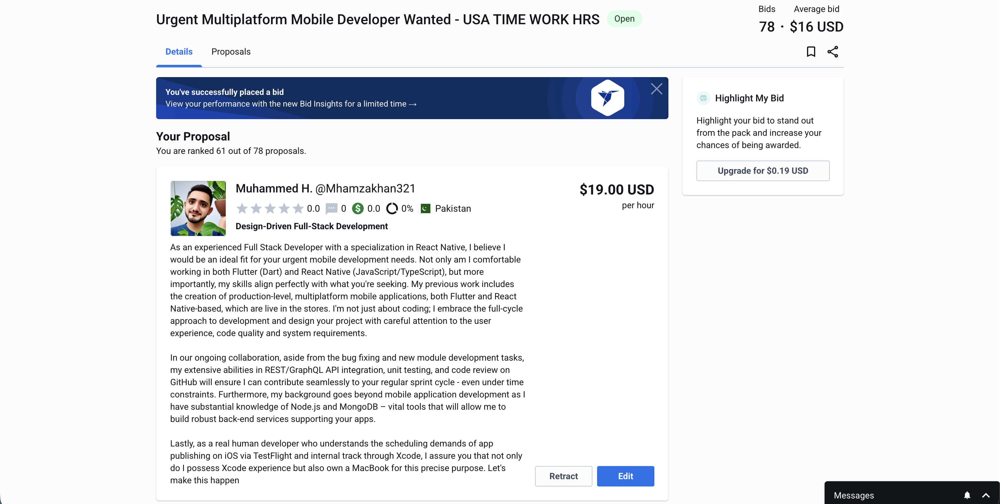 Urgent Multiplatform Mobile Developer Wanted - USA TIME WORK HRS
Open
Bids
Average bid
78 · $16 USD
Details
Proposals
You've successfully placed a bid
View your performance with the new Bid Insights for a limited time →
Your Proposal
You are ranked 61 out of 78 proposals.
Muhammed H. @Mhamzakhan321
0.0 0 0.0 0% Pakistan
Design-Driven Full-Stack Development
$19.00 USD
per hour
As an experienced Full Stack Developer with a specialization in React Native, I believe I
would be an ideal fit for your urgent mobile development needs. Not only am I comfortable
working in both Flutter (Dart) and React Native (JavaScript/TypeScript), but more
importantly, my skills align perfectly with what you're seeking. My previous work includes
the creation of production-level, multiplatform mobile applications, both Flutter and React
Native-based, which are live in the stores. I'm not just about coding; I embrace the full-cycle
approach to development and design your project with careful attention to the user
experience, code quality and system requirements.
In our ongoing collaboration, aside from the bug fixing and new module development tasks,
my extensive abilities in REST/GraphQL API integration, unit testing, and code review on
GitHub will ensure I can contribute seamlessly to your regular sprint cycle - even under time
constraints. Furthermore, my background goes beyond mobile application development as I
have substantial knowledge of Node.js and MongoDB – vital tools that will allow me to
build robust back-end services supporting your apps.
Lastly, as a real human developer who understands the scheduling demands of app
publishing on iOS via TestFlight and internal track through Xcode, I assure you that not only
do I possess Xcode experience but also own a MacBook for this precise purpose. Let's
make this happen
Retract
Edit
Highlight My Bid
Highlight your bid to stand out
from the pack and increase your
chances of being awarded.
Upgrade for $0.19 USD
Messages